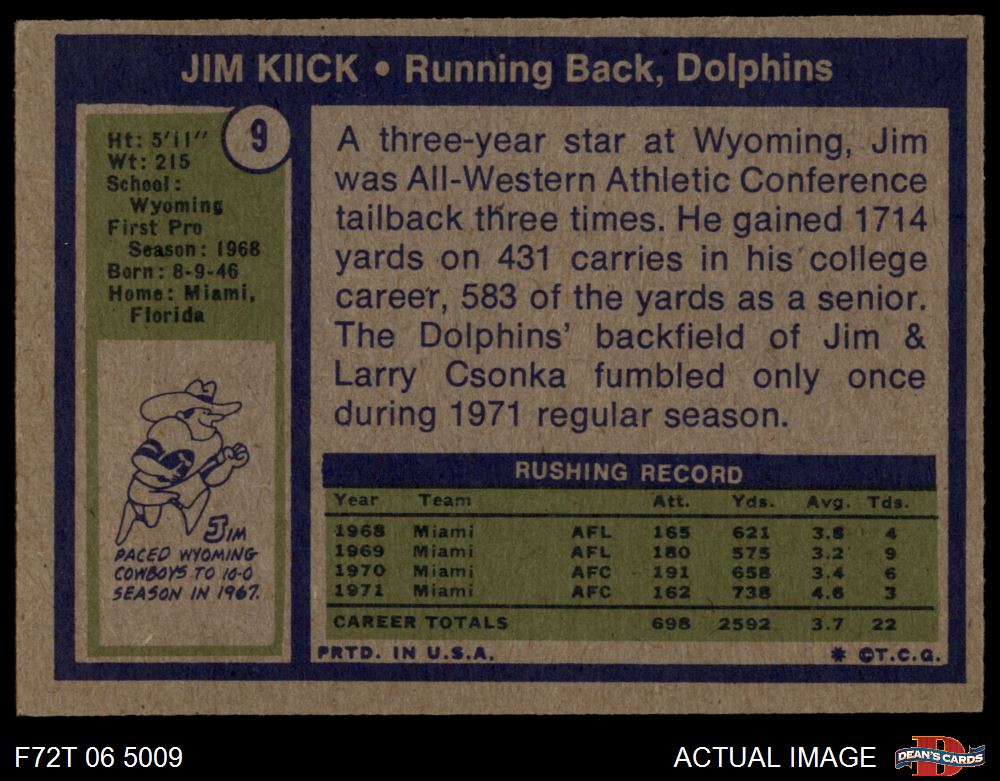 JIM KIICK • Running Back, Dolphins
9
Ht: 5'11"
Wt: 215
School:
Wyoming
First Pro
Season: 1968
Born: 8-9-46
Home: Miami,
Florida
JIM
PACED WYOMING
COWBOYS TO 10-0
SEASON IN 1967.
A three-year star at Wyoming, Jim
was All-Western Athletic Conference
tailback three times. He gained 1714
yards on 431 carries in his college
career, 583 of the yards as a senior.
The Dolphins' backfield of Jim &
Larry Csonka fumbled only once
during 1971 regular season.
RUSHING RECORD
Year Team Att. Yds. Avg. Tds.
1968 Miami AFL 165 621 3.8 4
1969 Miami AFL 180 575 3.2 9
1970 Miami AFC 191 658 3.4 6
1971 Miami AFC 162 738 4.6 3
CAREER TOTALS 698 2592 3.7 22
PRTD. IN U.S.A. * ©T.C.G.
F72T 06 5009 ACTUAL IMAGE
D
DEAN'S CARDS